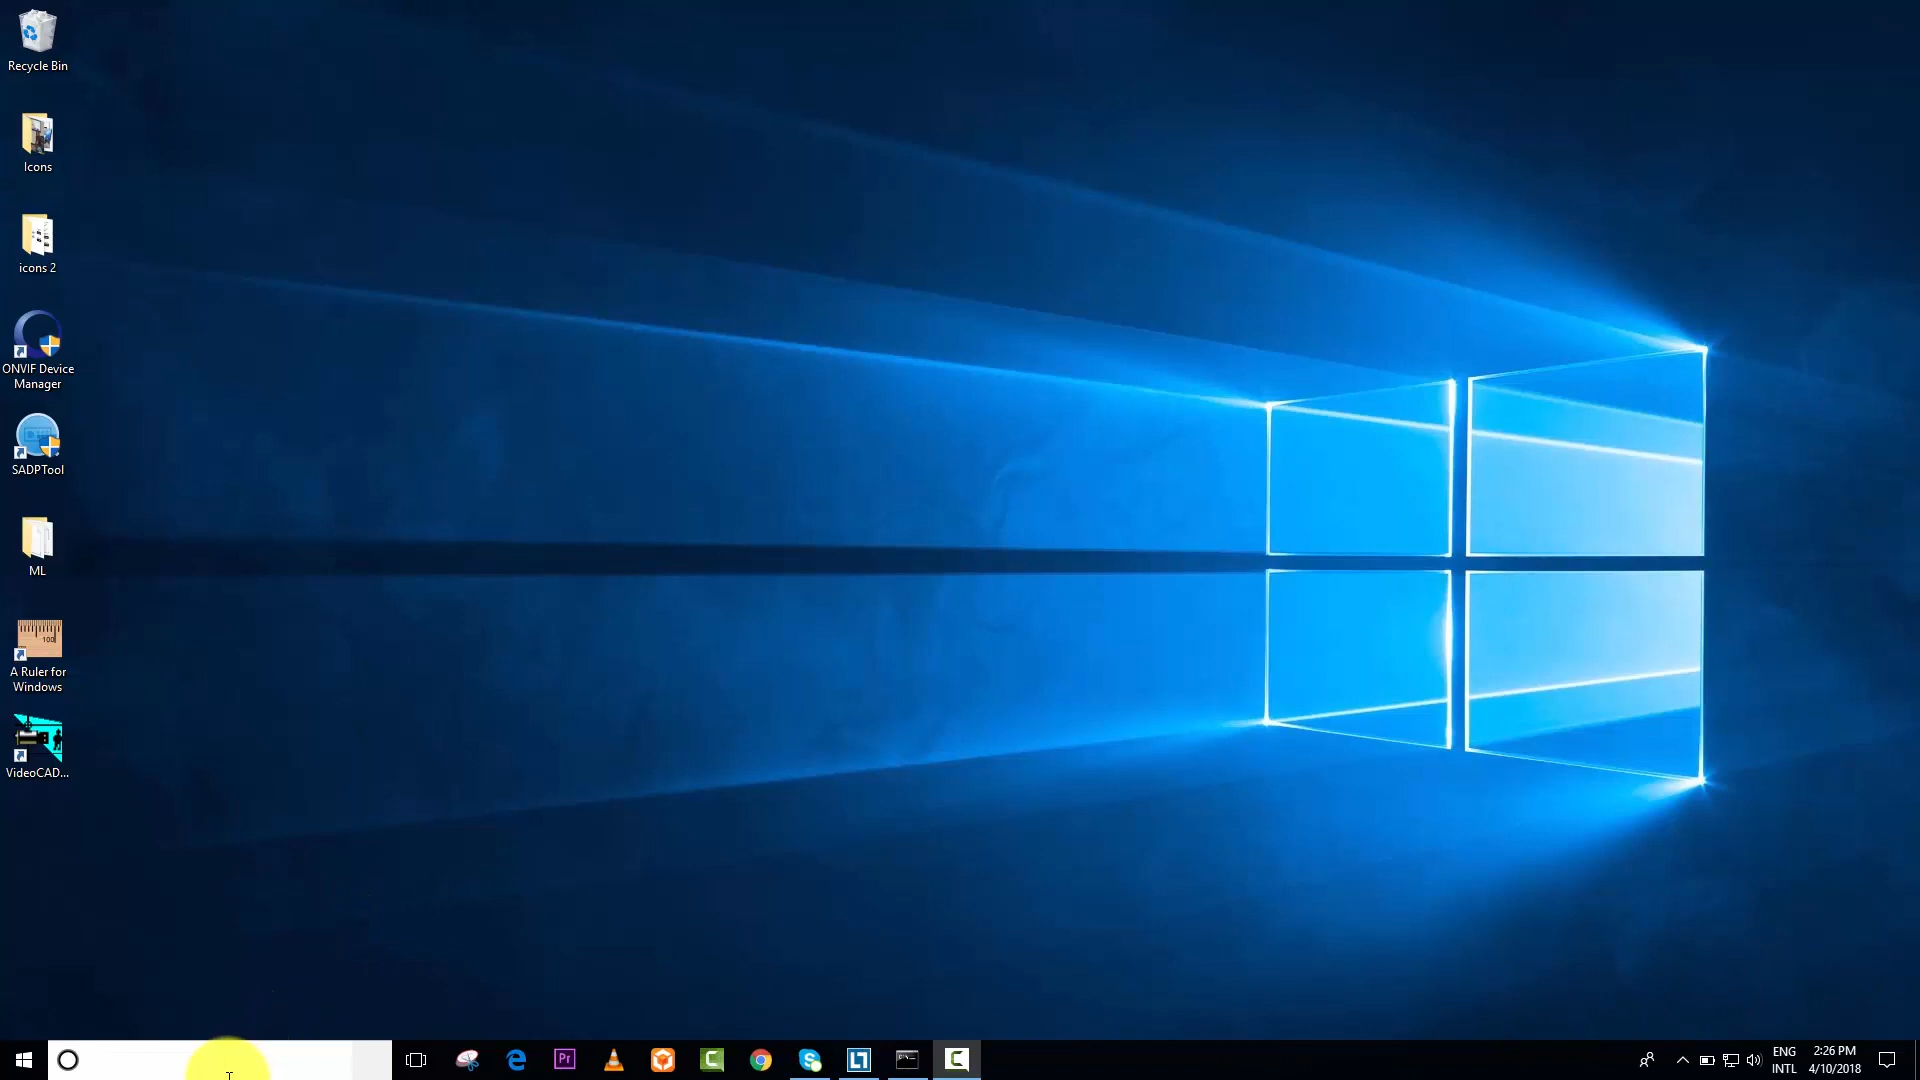 Recycle Bin
Icons
icons 2
ONVIF Device
Manager
SADPTool
ML
100
A Ruler for
Windows
VideoCAD...
Pr
ENG
INTL
2:26 PM
4/10/2018